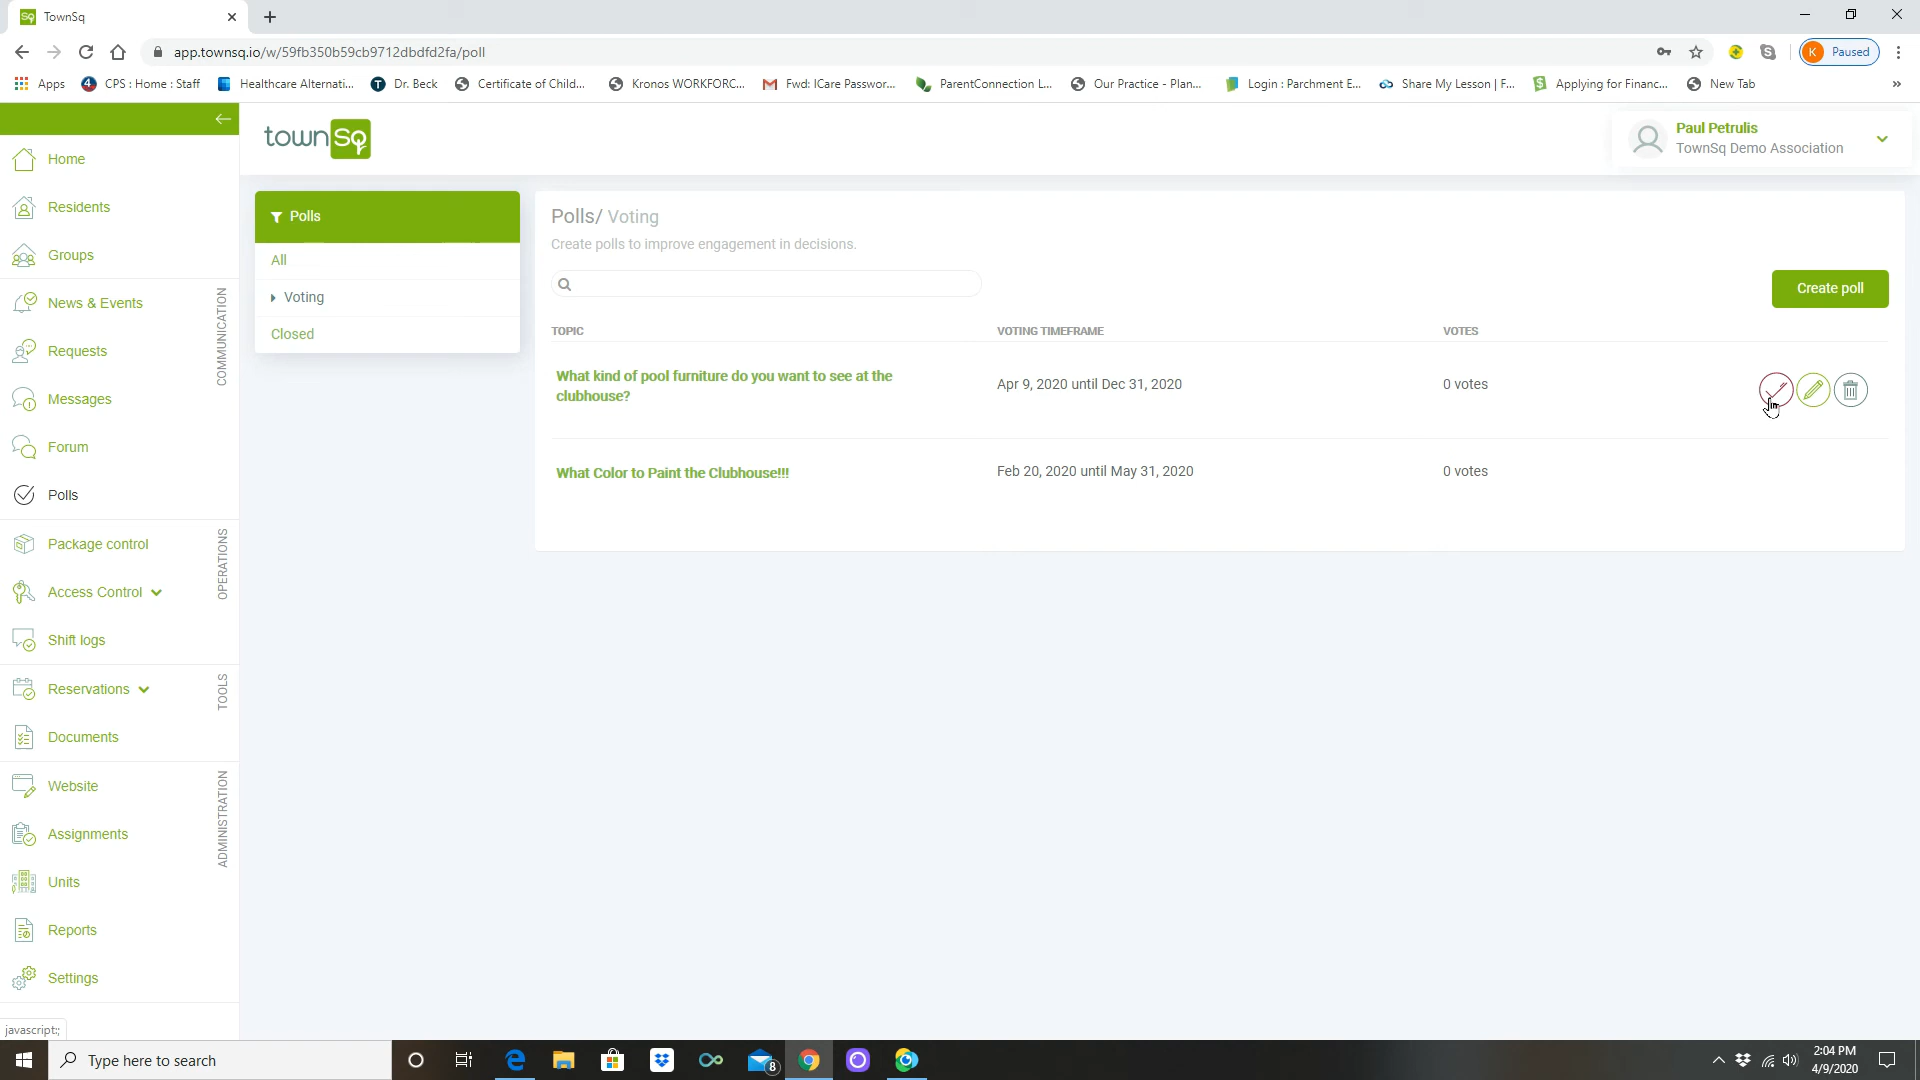 TownSq
app.townsq.io/w/59fb350b59cb9712dbdfd2fa/poll
K Paused
Apps
CPS : Home : Staff
Healthcare Alternati...
Dr. Beck
Certificate of Child...
Kronos WORKFORC...
Fwd: ICare Passwor...
ParentConnection L...
Our Practice - Plan...
Login : Parchment E...
Share My Lesson | F...
Applying for Financ...
New Tab
»
townSq
Paul Petrulis
TownSq Demo Association
Home
Residents
Groups
News & Events
Requests
Messages
Forum
Polls
COMMUNICATION
Package control
Access Control
Shift logs
OPERATIONS
Reservations
Documents
TOOLS
Website
Assignments
Units
Reports
Settings
ADMINISTRATION
Polls
All
Voting
Closed
Polls/ Voting
Create polls to improve engagement in decisions.
Create poll
TOPIC VOTING TIMEFRAME VOTES
What kind of pool furniture do you want to see at the
clubhouse?
Apr 9, 2020 until Dec 31, 2020
0 votes
What Color to Paint the Clubhouse!!!
Feb 20, 2020 until May 31, 2020
0 votes
javascript:;
Type here to search
8
2:04 PM
4/9/2020